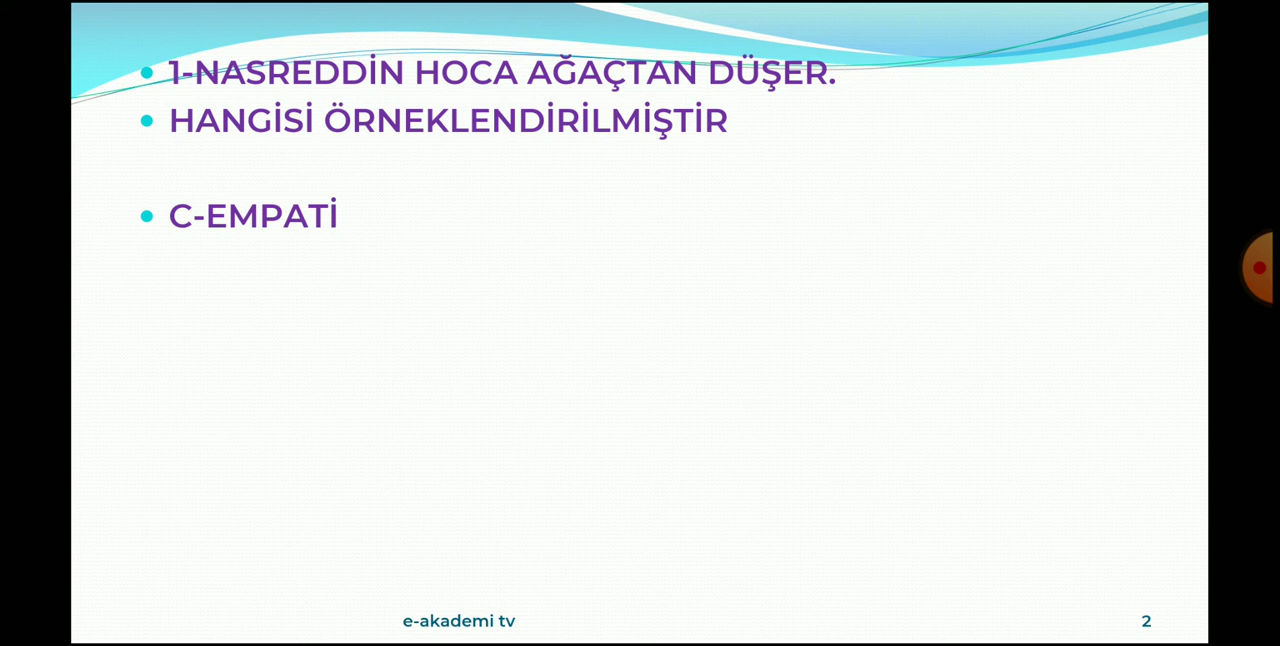 1-NASREDDİN HOCA AĞAÇTAN DÜŞER.
HANGİSİ ÖRNEKLENDİRİLMİŞTİR
C-EMPATİ
e-akademi tv
2